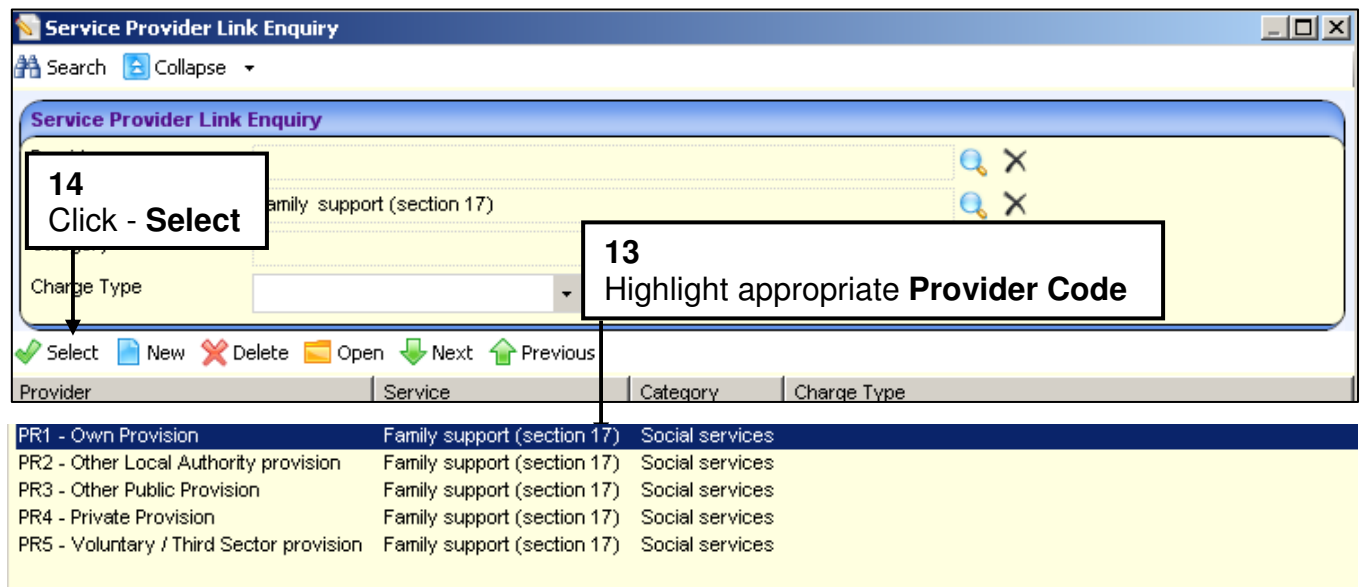 Service Provider Link Enquiry
Search Collapse
Service Provider Link Enquiry
14
Click - Select
amily support (section 17)
13
Highlight appropriate Provider Code
Charge Type
Select New Delete Open Next Previous
Provider Service Category Charge Type
PR1 - Own Provision Family support (section 17) Social services
PR2 - Other Local Authority provision Family support (section 17) Social services
PR3 - Other Public Provision Family support (section 17) Social services
PR4 - Private Provision Family support (section 17) Social services
PR5 - Voluntary / Third Sector provision Family support (section 17) Social services